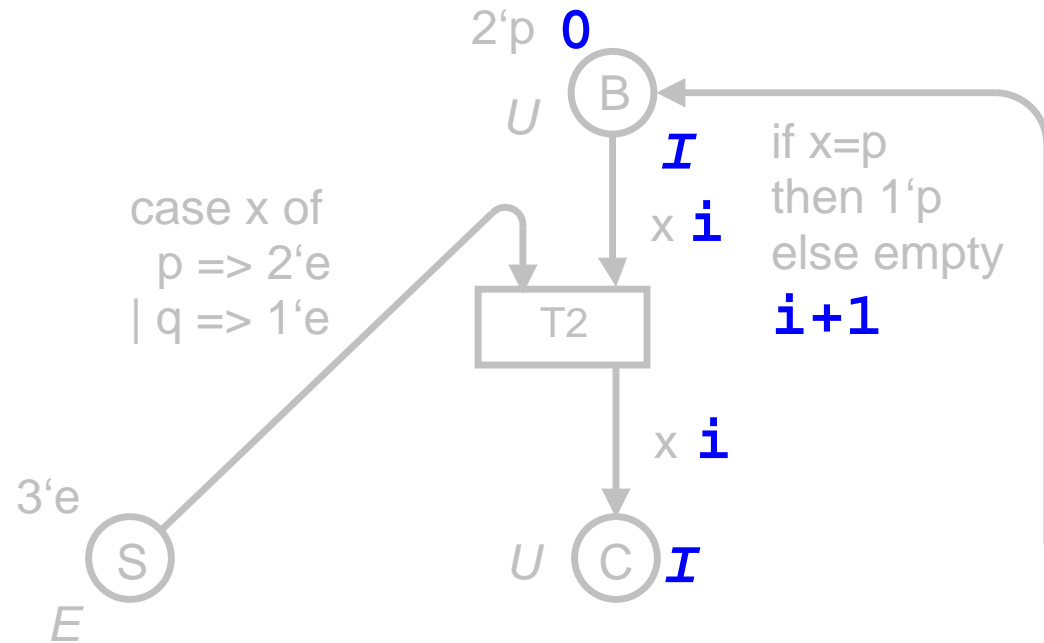 2‘p 0
B
U
I
if x=p
then 1‘p
else empty
i+1
x i
case x of
p => 2‘e
| q => 1‘e
T2
x i
3‘e
S
E
U
C
I